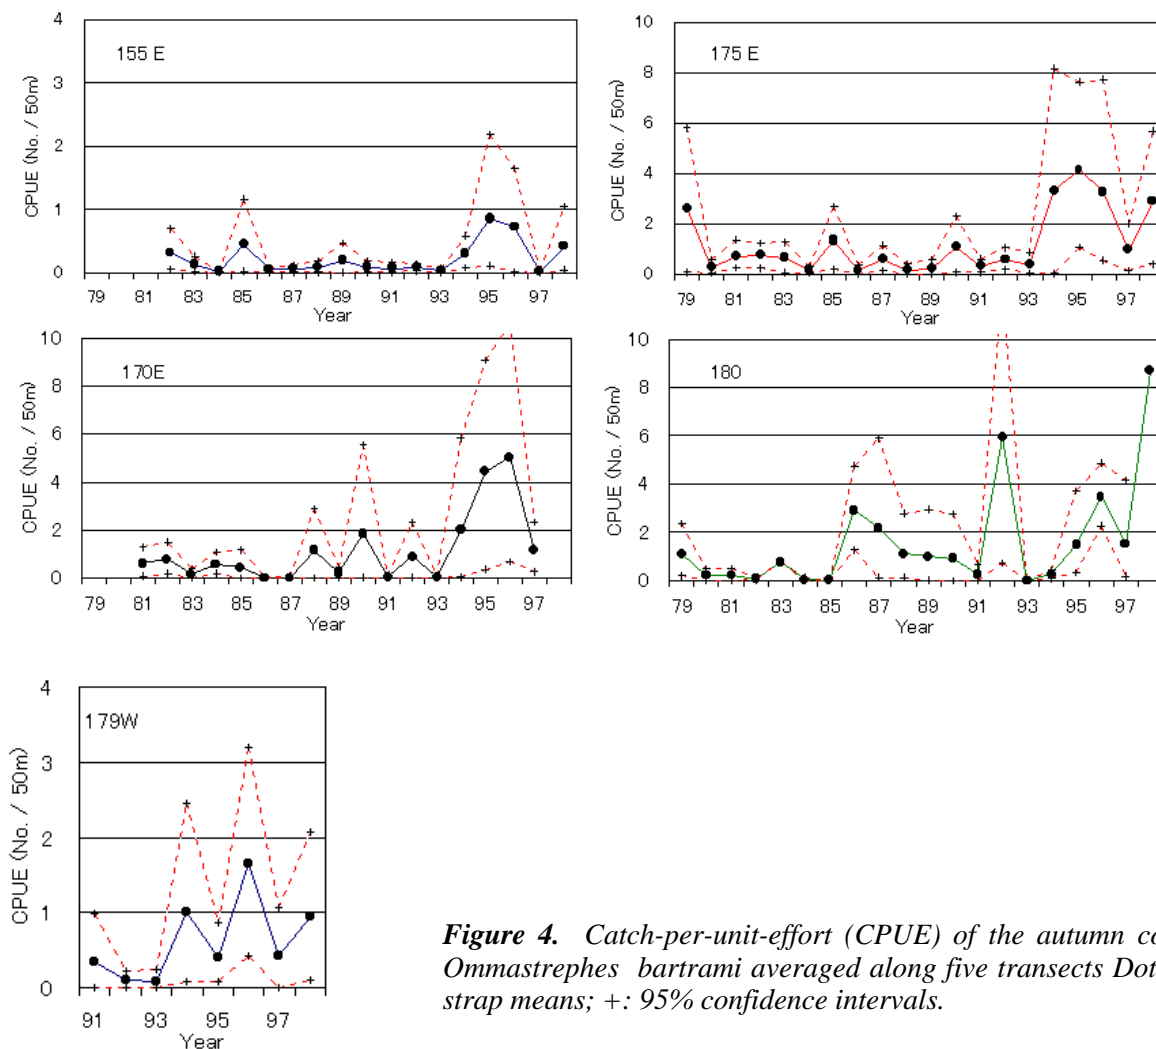 4
3
2
1
0
CPUE (No. / 50m)
155 E
79 81 83 85 87 89 91 93 95 97
Year
10
8
6
4
2
0
CPUE (No. / 50m)
175 E
79 81 83 85 87 89 91 93 95 97
Year
10
8
6
4
2
0
CPUE (No. / 50m)
170E
79 81 83 85 87 89 91 93 95 97
Year
10
8
6
4
2
0
CPUE (No. / 50m)
180
79 81 83 85 87 89 91 93 95 97
Year
4
3
2
1
0
CPUE (No. / 50m)
179W
91 93 95 97
Year
Figure 4. Catch-per-unit-effort (CPUE) of the autumn co
Ommastrephes bartrami averaged along five transects Dot
strap means; +: 95% confidence intervals.